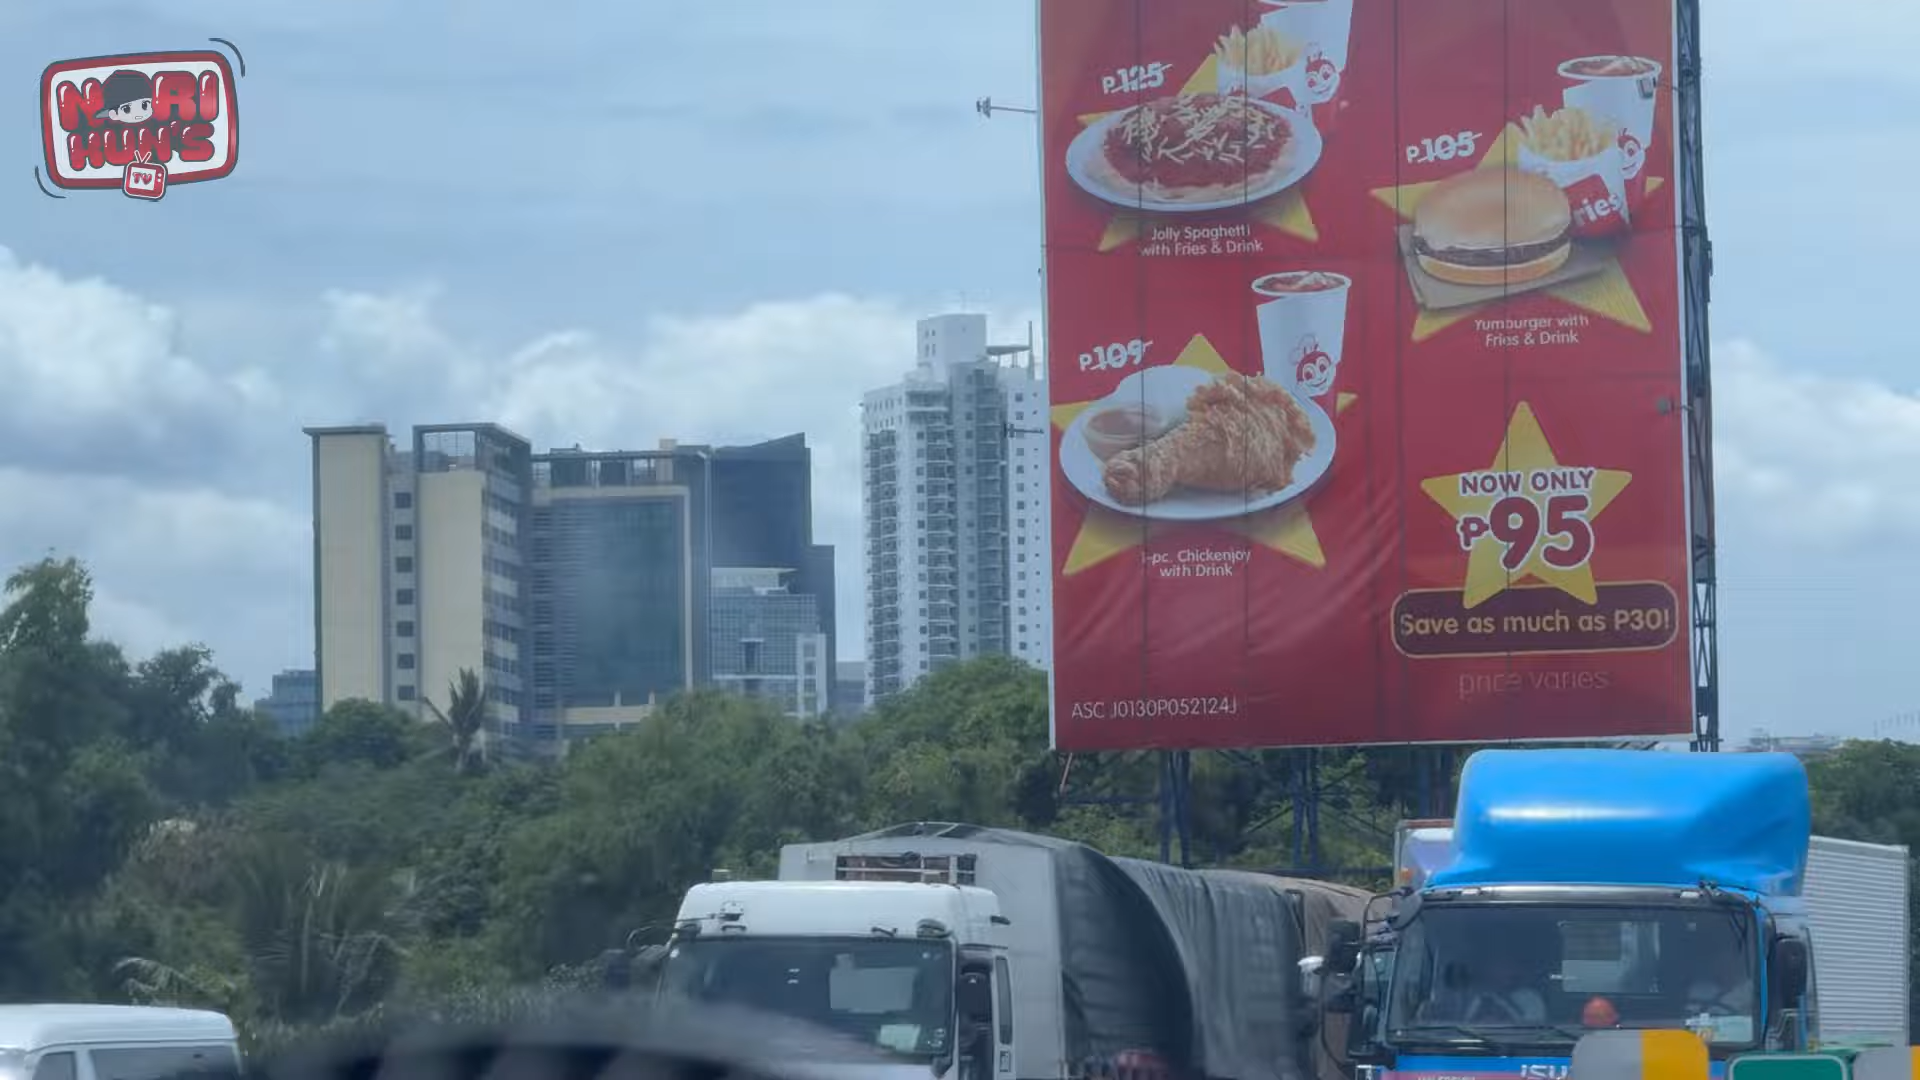 NORI
HUN'S
TV
P125
Jolly Spaghetti
with Fries & Drink
P105
ries
Yumburger with
Fries & Drink
P109
1-pc. Chickenjoy
with Drink
NOW ONLY
P95
Save as much as P30!
price varies
ASC J0130P052124J